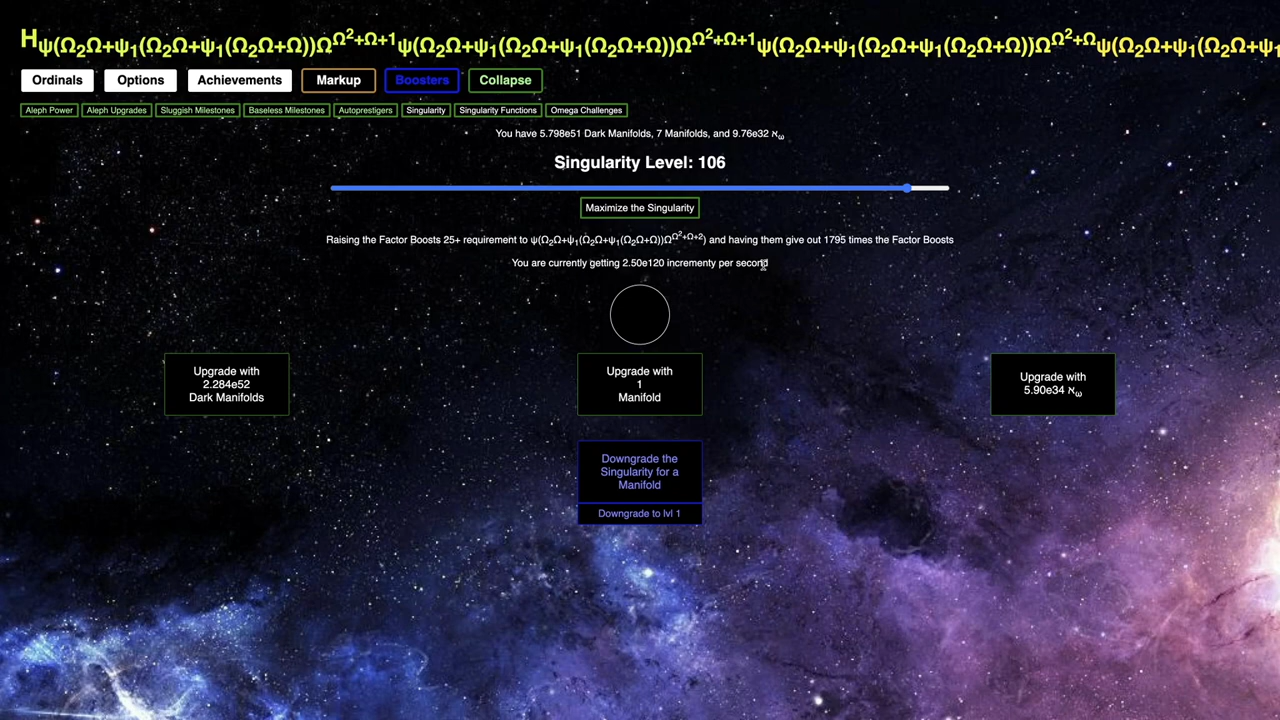 Hψ(Ω₂Ω+ψ₁(Ω₂Ω+ψ₁(Ω₂Ω+Ω))Ω^Ω²+Ω+1ψ(Ω₂Ω+ψ₁(Ω₂Ω+ψ₁(Ω₂Ω+Ω))Ω^Ω²+Ω+1ψ(Ω₂Ω+ψ₁(Ω₂Ω+ψ₁(Ω₂Ω+Ω))Ω^Ω²+Ωψ(Ω₂Ω+ψ₁(Ω₂Ω+ψ₁
Ordinals Options Achievements Markup Boosters Collapse
Aleph Power Aleph Upgrades Sluggish Milestones Baseless Milestones Autoprestigers Singularity Singularity Functions Omega Challenges
You have 5.798e51 Dark Manifolds, 7 Manifolds, and 9.76e32 ℵω
Singularity Level: 106
Maximize the Singularity
Raising the Factor Boosts 25+ requirement to ψ(Ω₂Ω+ψ₁(Ω₂Ω+ψ₁(Ω₂Ω+Ω))Ω^Ω²+Ω+2) and having them give out 1795 times the Factor Boosts
You are currently getting 2.50e120 incrementy per second
Upgrade with
2.284e52
Dark Manifolds
Upgrade with
1
Manifold
Upgrade with
5.90e34 ℵω
Downgrade the
Singularity for a
Manifold
Downgrade to lvl 1